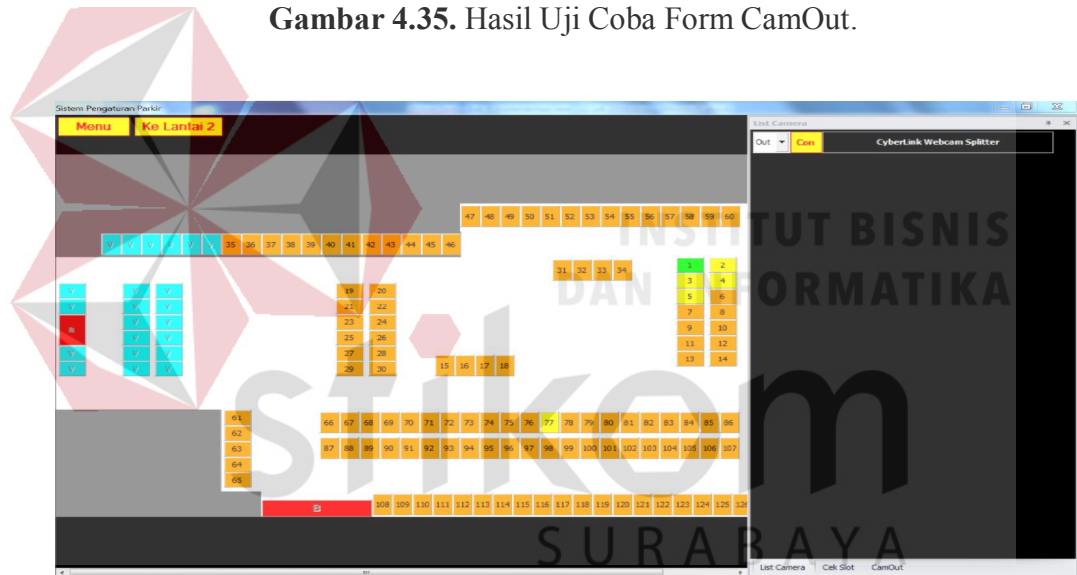 Gambar 4.35. Hasil Uji Coba Form CamOut.
Sistem Pengaturan Parkir
Menu Ke Lantai 2
List Camera
Out Con CyberLink Webcam Splitter
47 48 49 50 51 52 53 54 55 56 57 58 59 60
V V V V V V 35 36 37 38 39 40 41 42 43 44 45 46
31 32 33 34
1 2
3 4
5 6
7 8
9 10
11 12
13 14
V V V
V V V
B V V
V V
V V V
V V V
19 20
21 22
23 24
25 26
27 28
29 30
15 16 17 18
61
62
63
64
65
66 67 68 69 70 71 72 73 74 75 76 77 78 79 80 81 82 83 84 85 86
87 88 89 90 91 92 93 94 95 96 97 98 99 100 101 102 103 104 105 106 107
B 108 109 110 111 112 113 114 115 116 117 118 119 120 121 122 123 124 125
List Camera Cek Slot CamOut
INSTITUT BISNIS
DAN INFORMATIKA
stikom
SURABAYA